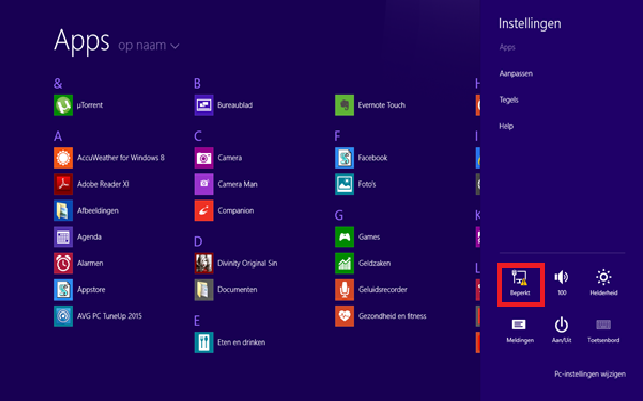 Apps op naam
&
µTorrent
A
AccuWeather for Windows 8
Adobe Reader XI
Afbeeldingen
Agenda
Alarmen
Appstore
AVG PC TuneUp 2015
B
Bureaublad
C
Camera
Camera Man
Companion
D
Divinity Original Sin
Documenten
E
Eten en drinken
Evernote Touch
F
Facebook
Foto's
G
Games
Geldzaken
Geluidsrecorder
Gezondheid en fitness
H
I
K
L
Instellingen
Apps
Aanpassen
Tegels
Help
Beperkt
100
Helderheid
Meldingen
Aan/Uit
Toetsenbord
Pc-instellingen wijzigen